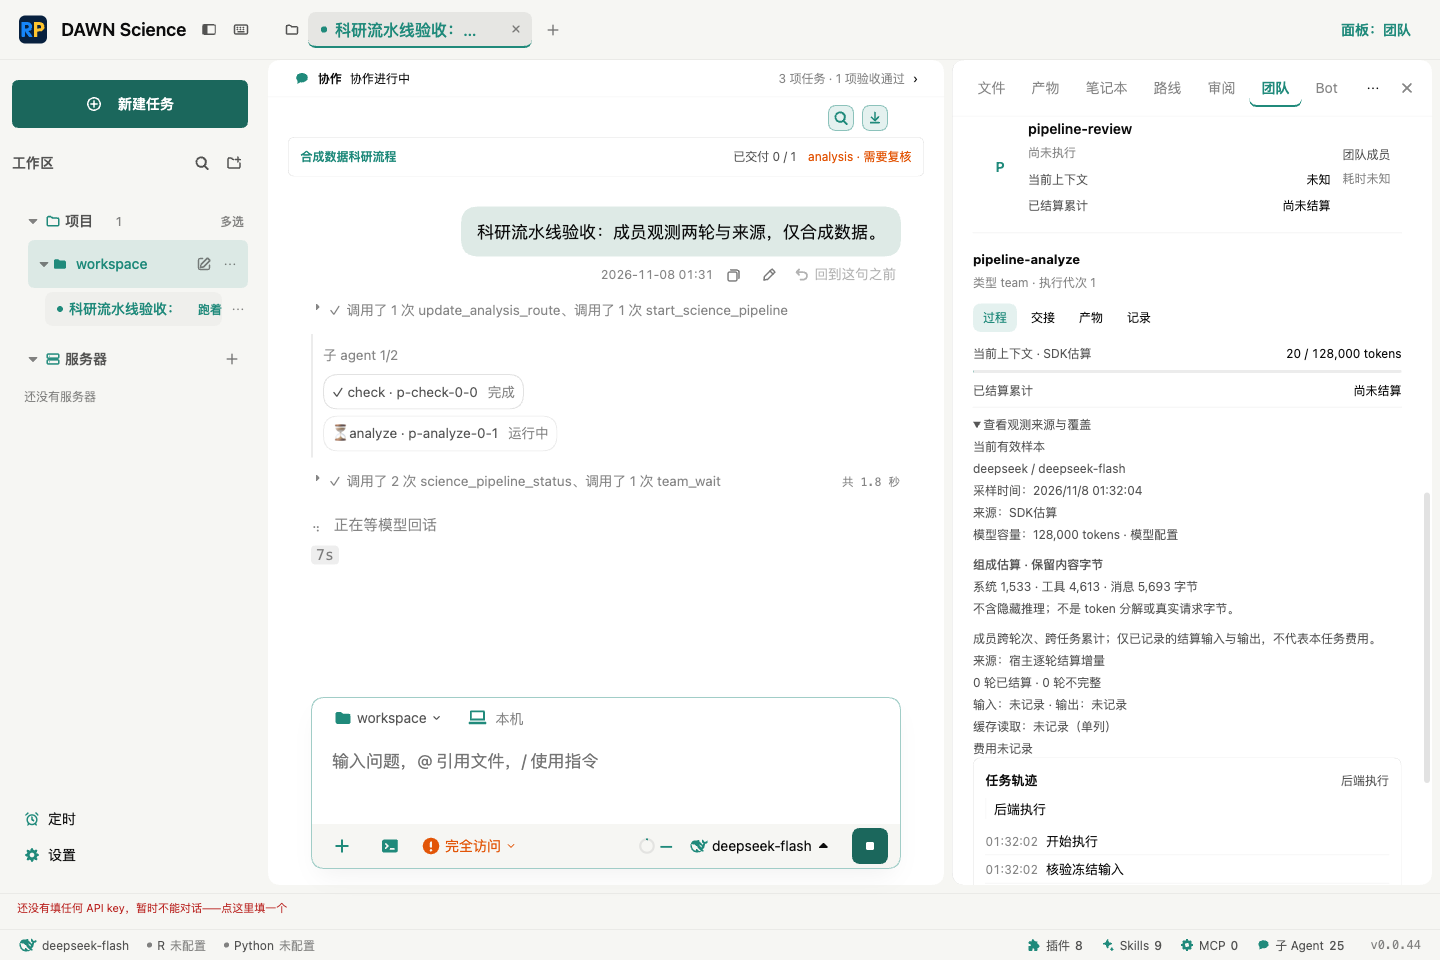 RP DAWN Science
科研流水线验收：...
面板：团队
新建任务
工作区
项目 1 多选
workspace
科研流水线验收： 跑着
服务器
还没有服务器
定时
设置
协作 协作进行中
3 项任务 · 1 项验收通过
合成数据科研流程
已交付 0 / 1 analysis · 需要复核
科研流水线验收：成员观测两轮与来源，仅合成数据。
2026-11-08 01:31 回到这句之前
调用了 1 次 update_analysis_route、调用了 1 次 start_science_pipeline
子 agent 1/2
check · p-check-0-0 完成
analyze · p-analyze-0-1 运行中
调用了 2 次 science_pipeline_status、调用了 1 次 team_wait 共 1.8 秒
正在等模型回话
7s
workspace 本机
输入问题，@ 引用文件，/ 使用指令
完全访问
deepseek-flash
文件 产物 笔记本 路线 审阅 团队 Bot ...
pipeline-review
P
尚未执行
团队成员
当前上下文 未知
耗时未知
已结算累计 尚未结算
pipeline-analyze
类型 team · 执行代次 1
过程 交接 产物 记录
当前上下文 · SDK估算 20 / 128,000 tokens
已结算累计 尚未结算
查看观测来源与覆盖
当前有效样本
deepseek / deepseek-flash
采样时间：2026/11/8 01:32:04
来源：SDK估算
模型容量：128,000 tokens · 模型配置
组成估算 · 保留内容字节
系统 1,533 · 工具 4,613 · 消息 5,693 字节
不含隐藏推理；不是 token 分解或真实请求字节。
成员跨轮次、跨任务累计；仅已记录的结算输入与输出，不代表本任务费用。
来源：宿主逐轮结算增量
0 轮已结算 · 0 轮不完整
输入：未记录 · 输出：未记录
缓存读取：未记录（单列）
费用未记录
任务轨迹 后端执行
后端执行
01:32:02 开始执行
01:32:02 核验冻结输入
还没有填任何 API key，暂时不能对话——点这里填一个
deepseek-flash R 未配置 Python 未配置
插件 8 Skills 9 MCP 0 子 Agent 25 v0.0.44